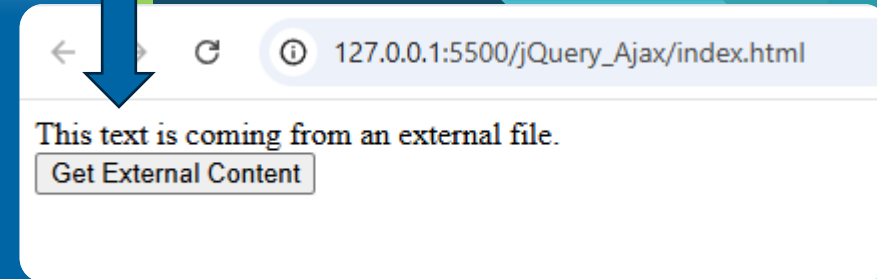 127.0.0.1:5500/jQuery_Ajax/index.html
This text is coming from an external file.
Get External Content